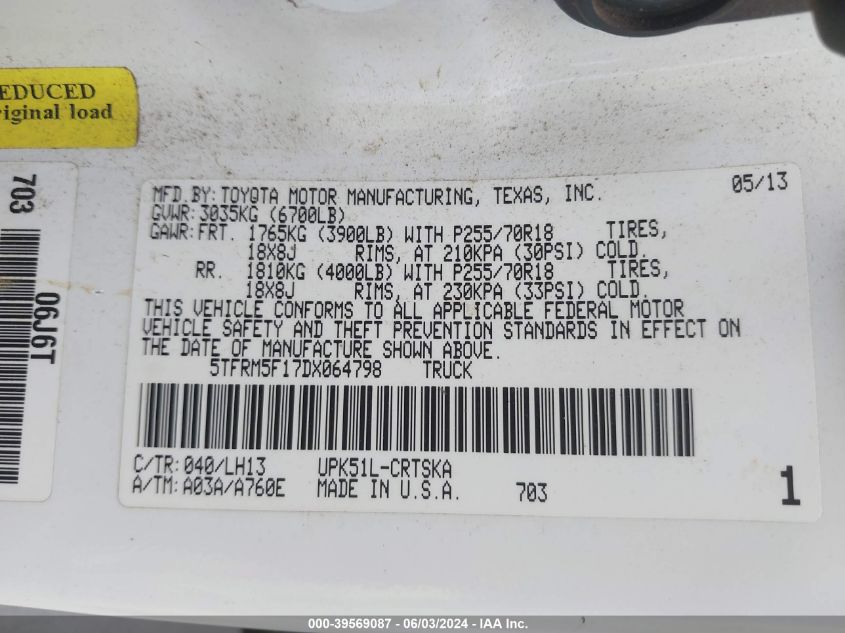 EDUCED
iginal load
703 06J6T
MFD.BY: TOYOTA MOTOR MANUFACTURING, TEXAS, INC. 05/13
GVWR: 3035KG (6700LB)
GAWR: FRT. 1765KG (3900LB) WITH P255/70R18 TIRES,
18X8J RIMS, AT 210KPA (30PSI) COLD
RR. 1810KG (4000LB) WITH P255/70R18 TIRES,
18X8J RIMS, AT 230KPA (33PSI) COLD
THIS VEHICLE CONFORMS TO ALL APPLICABLE FEDERAL MOTOR
VEHICLE SAFETY AND THEFT PREVENTION STANDARDS IN EFFECT ON
THE DATE OF MANUFACTURE SHOWN ABOVE.
5TFRM5F17DX064798 TRUCK
C/TR: 040/LH13 UPK51L-CRTSKA
A/TM: A03A/A760E MADE IN U.S.A. 703 1
000-39569087 - 06/03/2024 - IAA Inc.